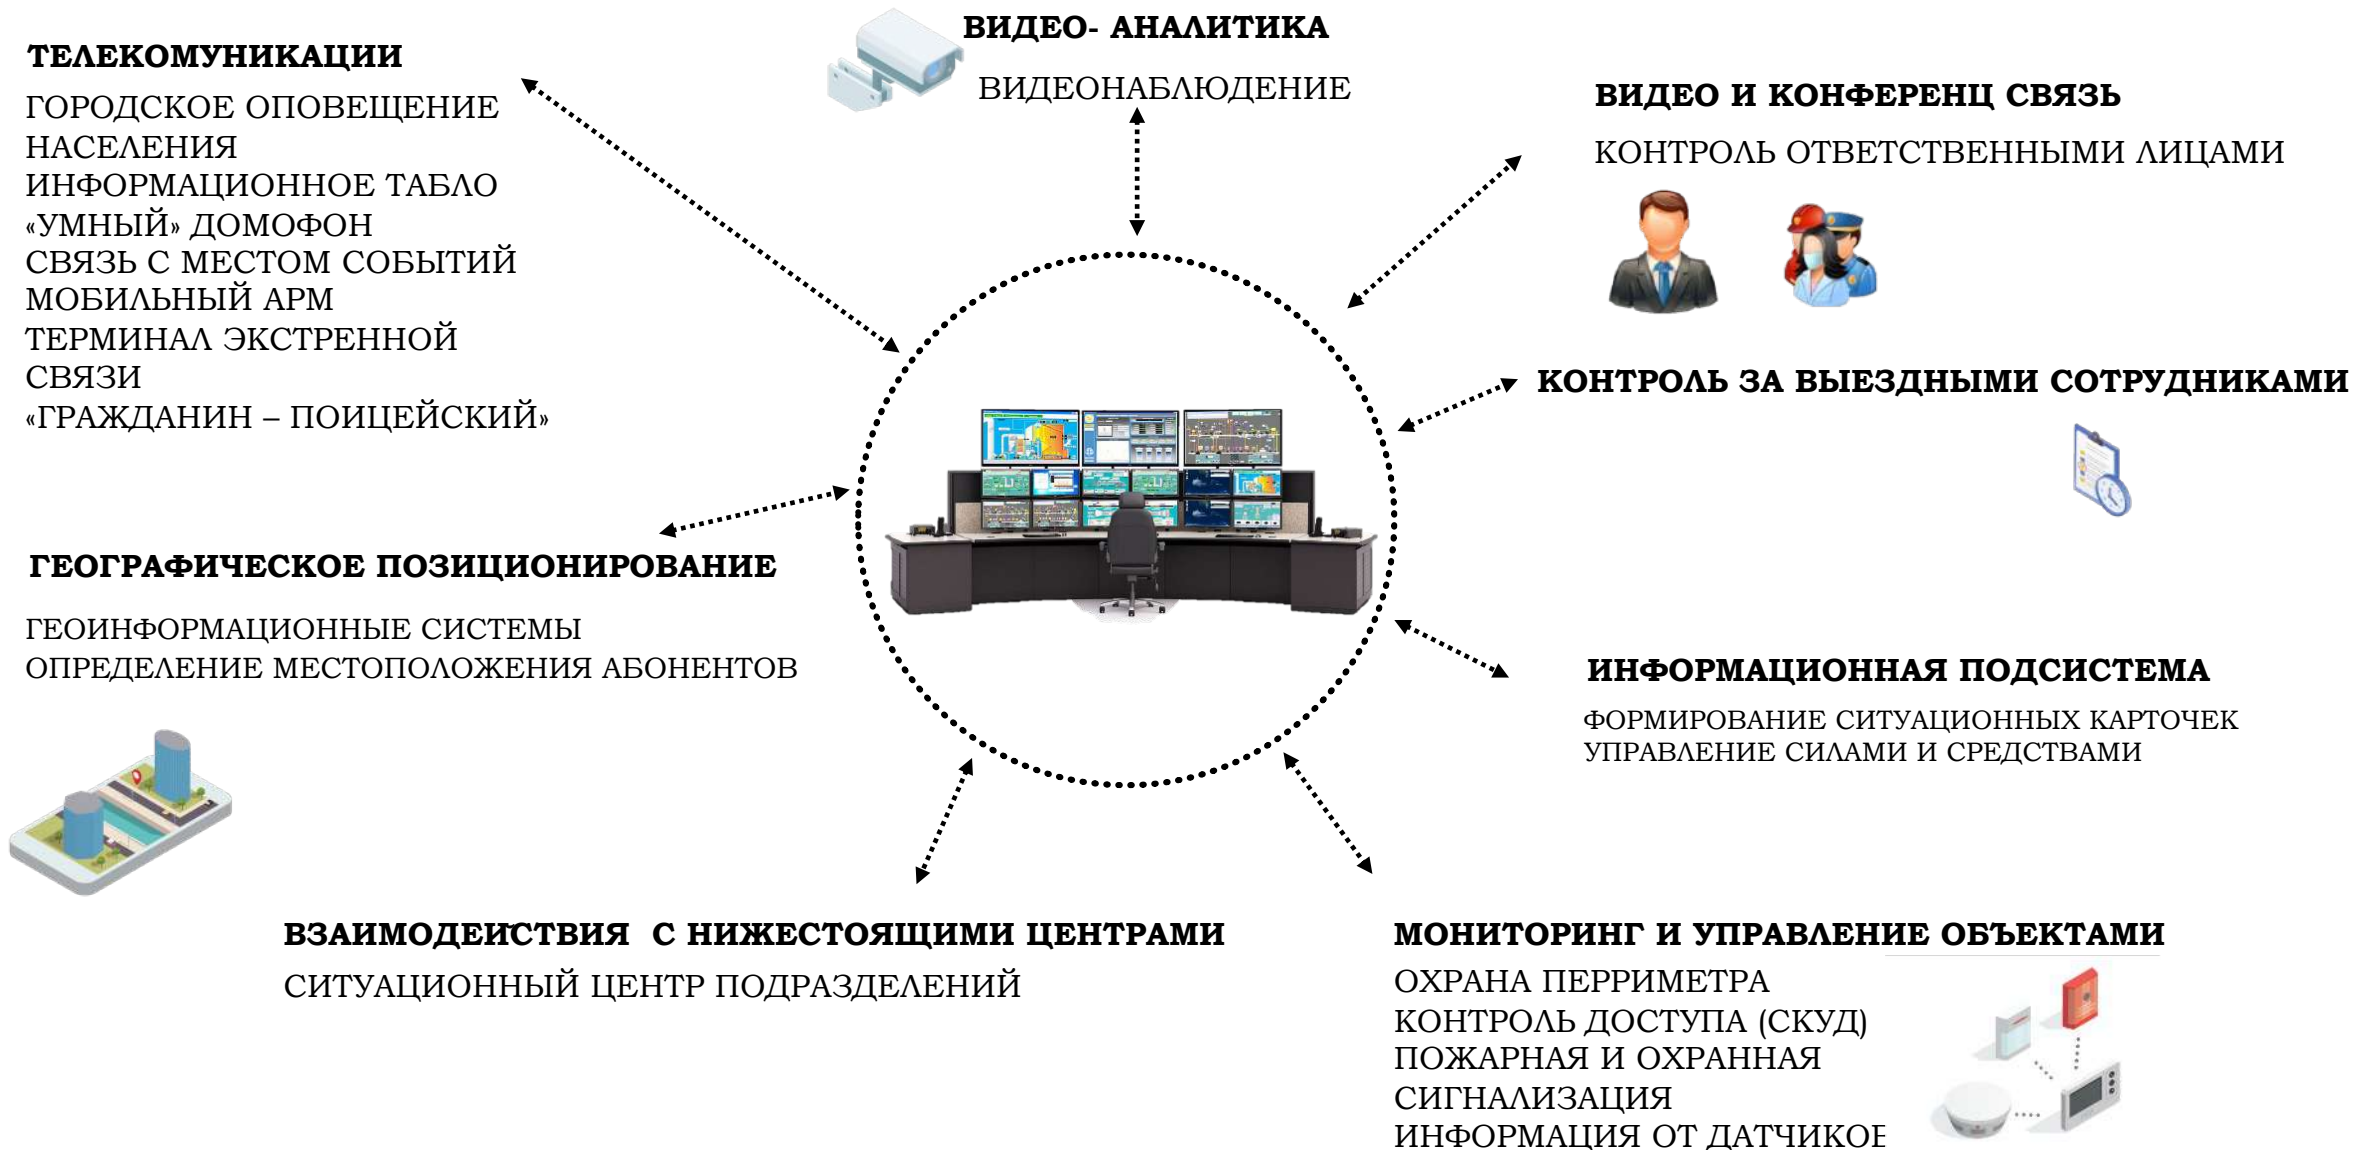 ТЕЛЕКОМУНИКАЦИИ
ГОРОДСКОЕ ОПОВЕЩЕНИЕ
НАСЕЛЕНИЯ
ИНФОРМАЦИОННОЕ ТАБЛО
«УМНЫЙ» ДОМОФОН
СВЯЗЬ С МЕСТОМ СОБЫТИЙ
МОБИЛЬНЫЙ АРМ
ТЕРМИНАЛ ЭКСТРЕННОЙ
СВЯЗИ
«ГРАЖДАНИН – ПОИЦЕЙСКИЙ»
ВИДЕО- АНАЛИТИКА
ВИДЕОНАБЛЮДЕНИЕ
ВИДЕО И КОНФЕРЕНЦ СВЯЗЬ
КОНТРОЛЬ ОТВЕТСТВЕННЫМИ ЛИЦАМИ
КОНТРОЛЬ ЗА ВЫЕЗДНЫМИ СОТРУДНИКАМИ
ГЕОГРАФИЧЕСКОЕ ПОЗИЦИОНИРОВАНИЕ
ГЕОИНФОРМАЦИОННЫЕ СИСТЕМЫ
ОПРЕДЕЛЕНИЕ МЕСТОПОЛОЖЕНИЯ АБОНЕНТОВ
ИНФОРМАЦИОННАЯ ПОДСИСТЕМА
ФОРМИРОВАНИЕ СИТУАЦИОННЫХ КАРТОЧЕК
УПРАВЛЕНИЕ СИЛАМИ И СРЕДСТВАМИ
ВЗАИМОДЕЙСТВИЯ С НИЖЕСТОЯЩИМИ ЦЕНТРАМИ
СИТУАЦИОННЫЙ ЦЕНТР ПОДРАЗДЕЛЕНИЙ
МОНИТОРИНГ И УПРАВЛЕНИЕ ОБЪЕКТАМИ
ОХРАНА ПЕРРИМЕТРА
КОНТРОЛЬ ДОСТУПА (СКУД)
ПОЖАРНАЯ И ОХРАННАЯ
СИГНАЛИЗАЦИЯ
ИНФОРМАЦИЯ ОТ ДАТЧИКОВ